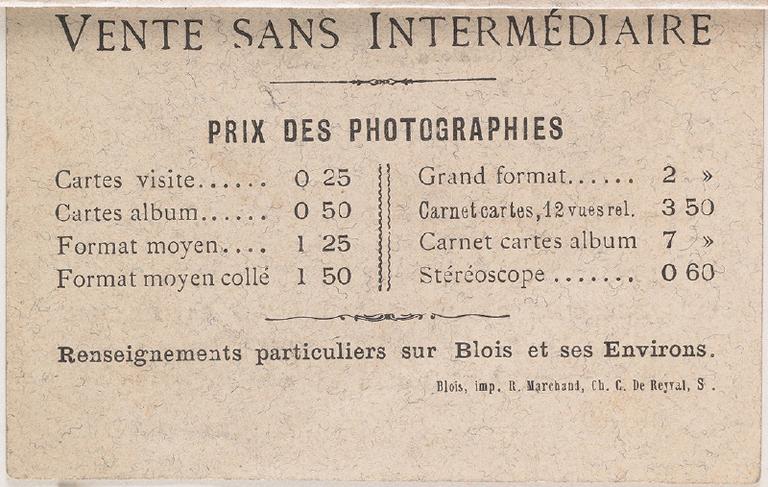 VENTE SANS INTERMÉDIAIRE
PRIX DES PHOTOGRAPHIES
Cartes visite...... 0 25
Cartes album...... 0 50
Format moyen.... 1 25
Format moyen collé 1 50
Grand format...... 2 »
Carnet cartes, 12 vues rel. 3 50
Carnet cartes album 7 »
Stéréoscope ....... 0 60
Renseignements particuliers sur Blois et ses Environs.
Blois, imp. R. Marchand, Ch. C. De Reyval, S .